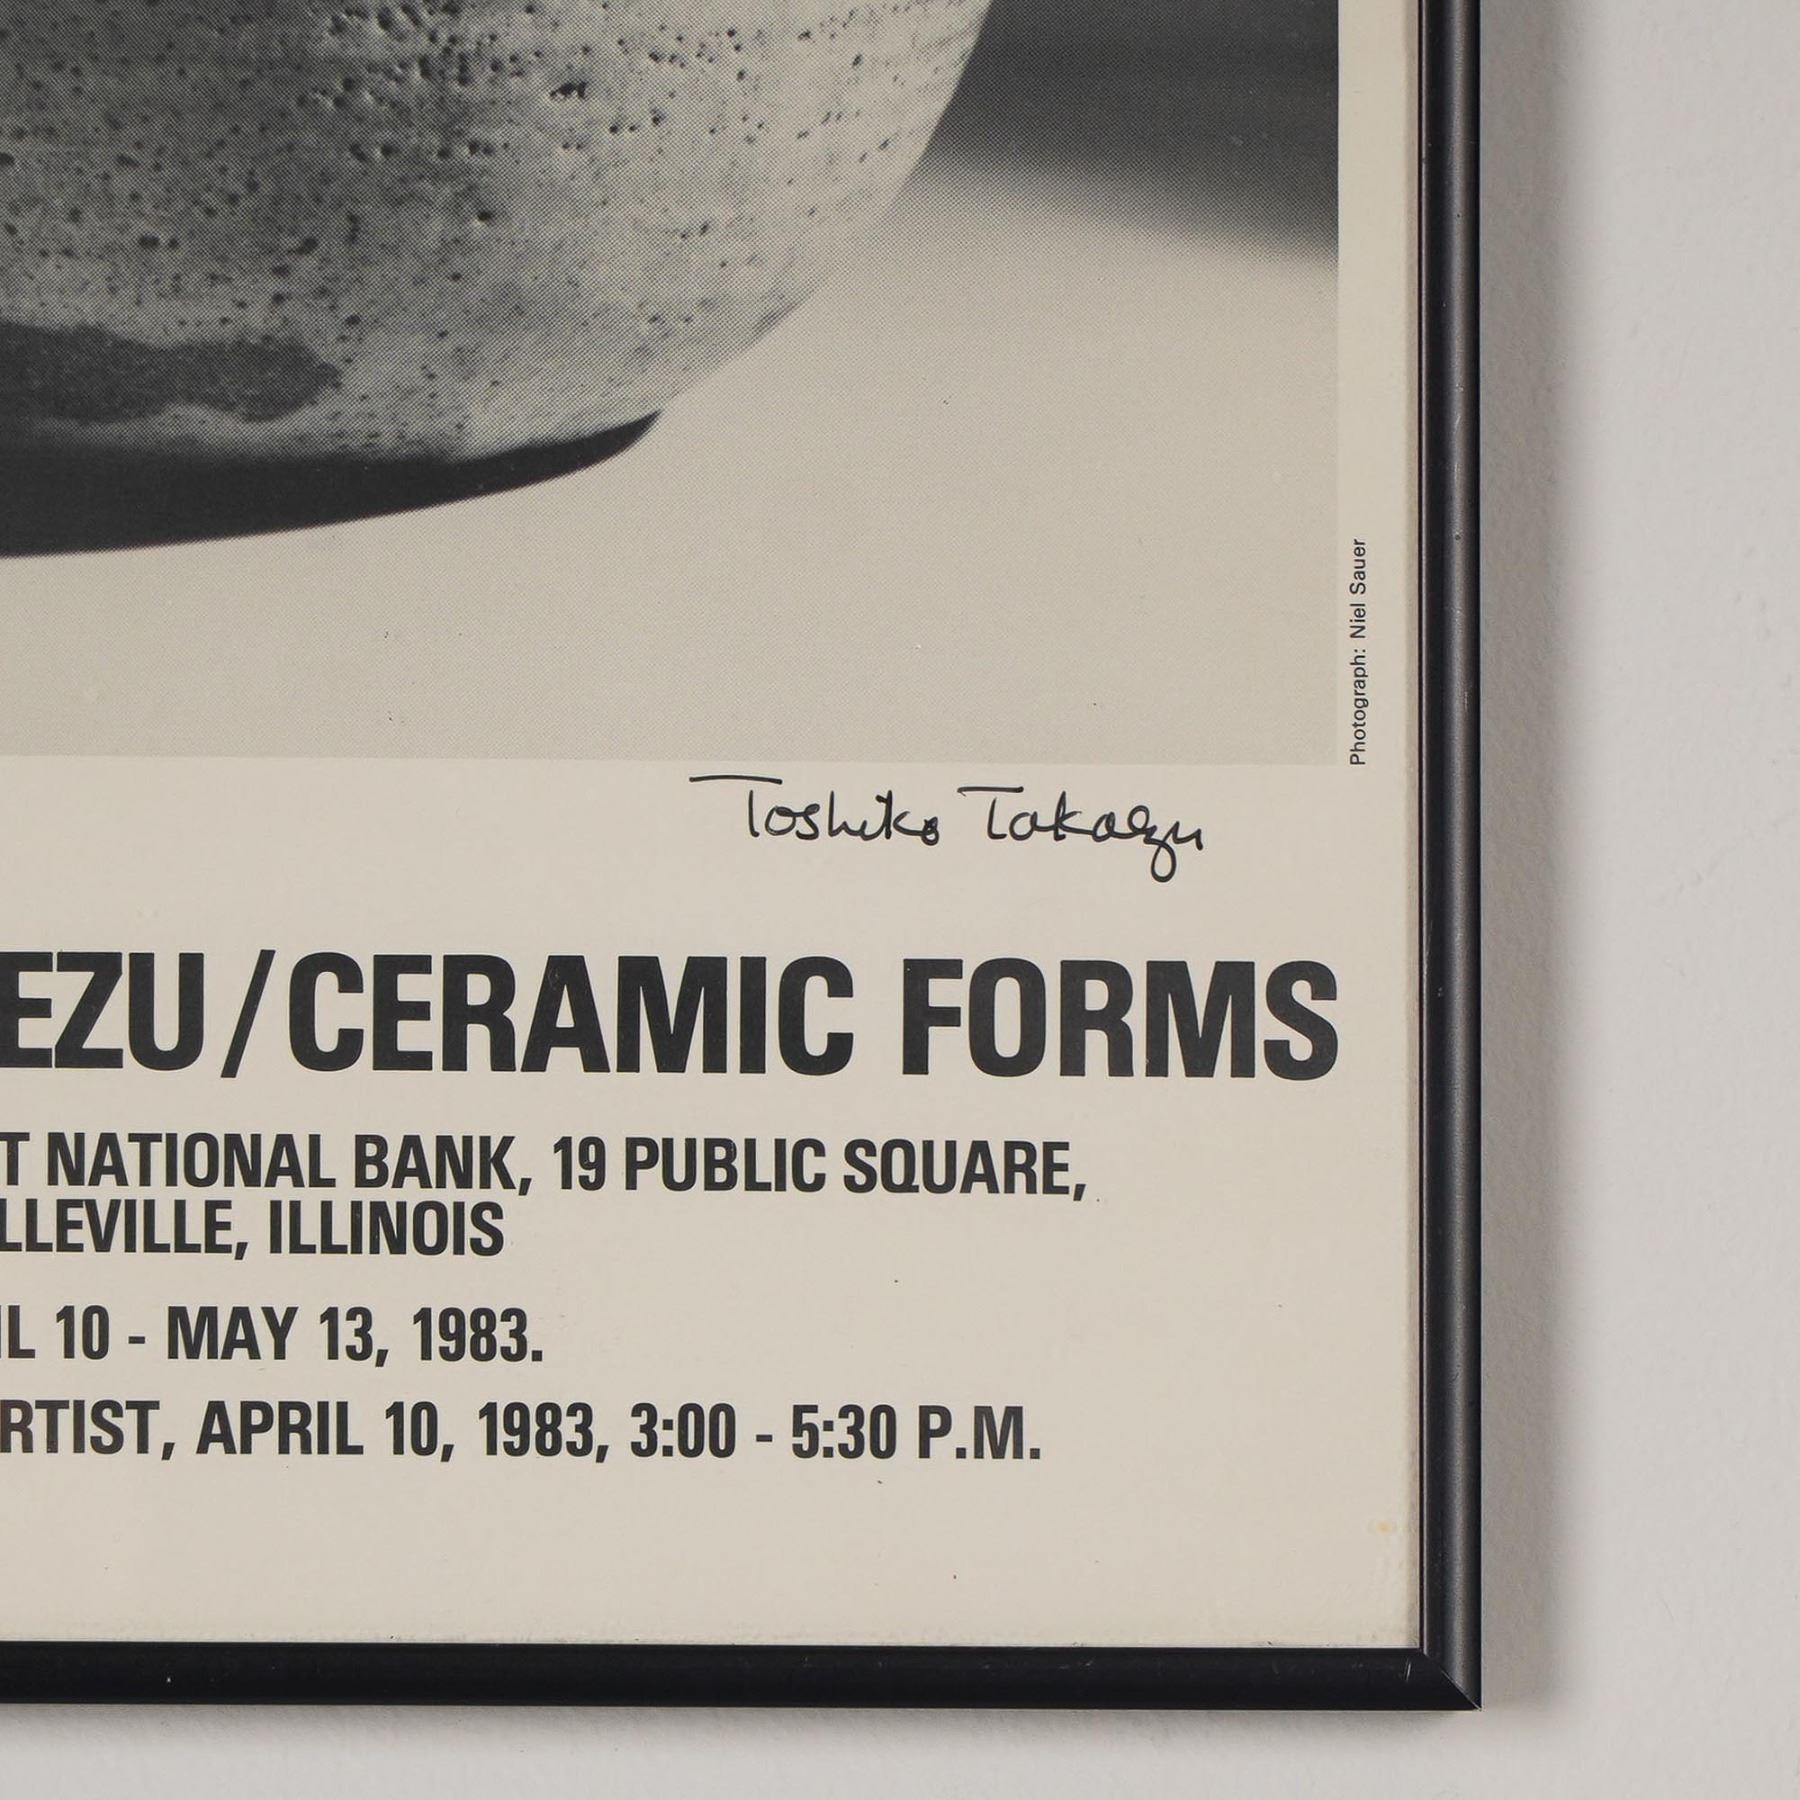 Photograph: Niel Sauer
Toshiko Takaezu
EZU/CERAMIC FORMS
T NATIONAL BANK, 19 PUBLIC SQUARE,
LLEVILLE, ILLINOIS
IL 10 - MAY 13, 1983.
RTIST, APRIL 10, 1983, 3:00 - 5:30 P.M.